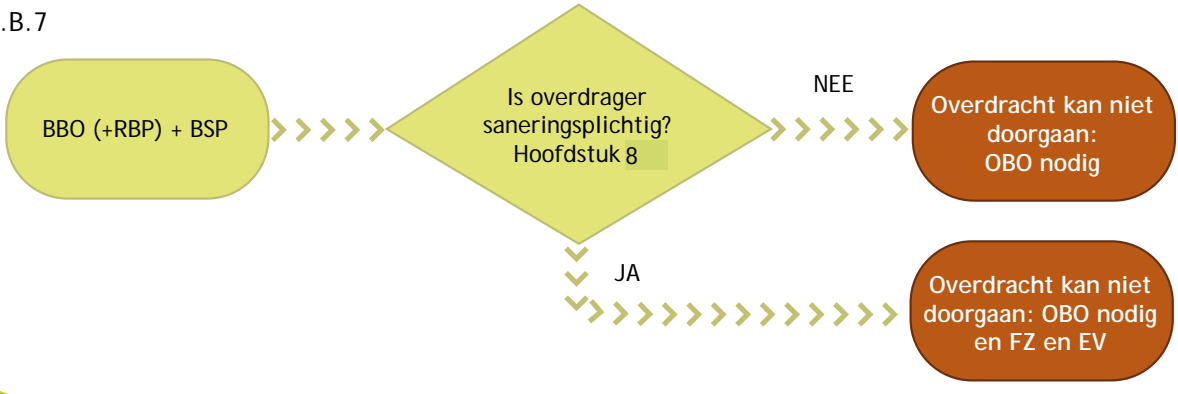 .B.7
BBO (+RBP) + BSP
Is overdrager
saneringsplichtig?
Hoofdstuk 8
NEE
Overdracht kan niet
doorgaan:
OBO nodig
JA
Overdracht kan niet
doorgaan: OBO nodig
en FZ en EV